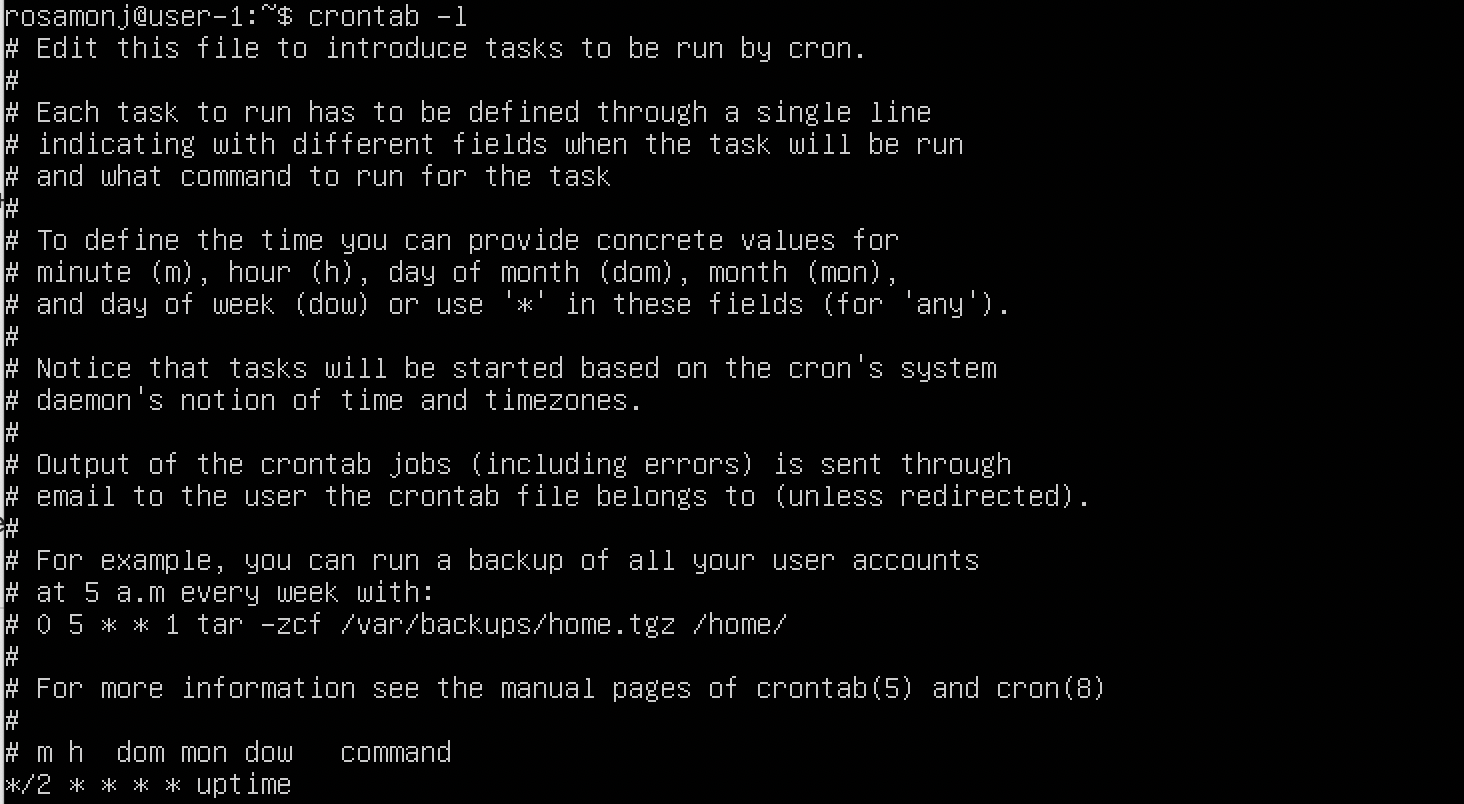 rosamonj@user-1:~$ crontab -l
# Edit this file to introduce tasks to be run by cron.
#
# Each task to run has to be defined through a single line
# indicating with different fields when the task will be run
# and what command to run for the task
#
# To define the time you can provide concrete values for
# minute (m), hour (h), day of month (dom), month (mon),
# and day of week (dow) or use '*' in these fields (for 'any').
#
# Notice that tasks will be started based on the cron's system
# daemon's notion of time and timezones.
#
# Output of the crontab jobs (including errors) is sent through
# email to the user the crontab file belongs to (unless redirected).
#
# For example, you can run a backup of all your user accounts
# at 5 a.m every week with:
# 0 5 * * 1 tar -zcf /var/backups/home.tgz /home/
#
# For more information see the manual pages of crontab(5) and cron(8)
#
# m h  dom mon dow   command
*/2 * * * * uptime